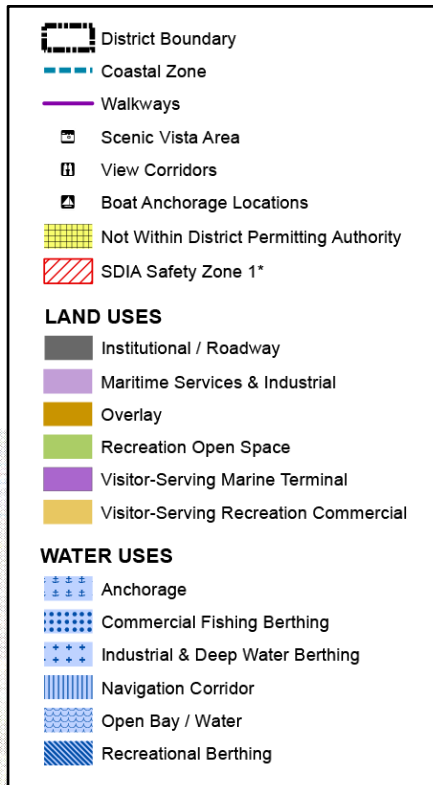 District Boundary
Coastal Zone
Walkways
Scenic Vista Area
View Corridors
Boat Anchorage Locations
Not Within District Permitting Authority
SDIA Safety Zone 1*
LAND USES
Institutional / Roadway
Maritime Services & Industrial
Overlay
Recreation Open Space
Visitor-Serving Marine Terminal
Visitor-Serving Recreation Commercial
WATER USES
Anchorage
Commercial Fishing Berthing
Industrial & Deep Water Berthing
Navigation Corridor
Open Bay / Water
Recreational Berthing